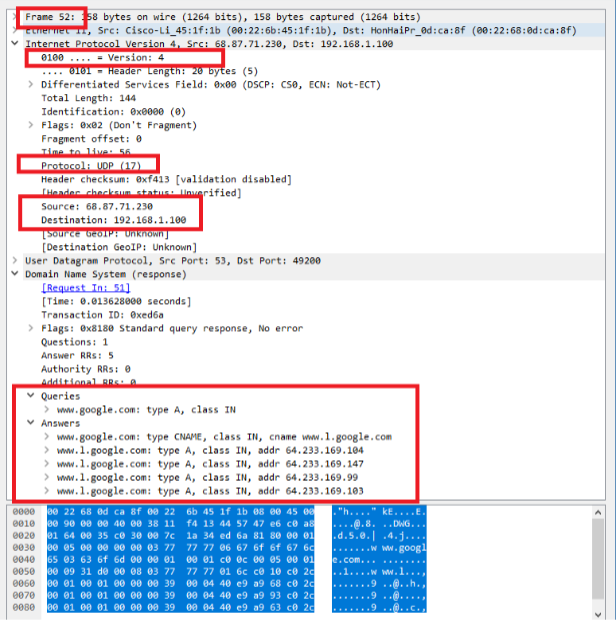 Frame 52: 158 bytes on wire (1264 bits), 158 bytes captured (1264 bits)
Ethernet II, Src: Cisco-Li_45:1f:1b (00:22:6b:45:1f:1b), Dst: HonHaiPr_0d:ca:8f (00:22:68:0d:ca:8f)
Internet Protocol Version 4, Src: 68.87.71.230, Dst: 192.168.1.100
0100 .... = Version: 4
.... 0101 = Header Length: 20 bytes (5)
Differentiated Services Field: 0x00 (DSCP: CS0, ECN: Not-ECT)
Total Length: 144
Identification: 0x0000 (0)
Flags: 0x02 (Don't Fragment)
Fragment offset: 0
Time to live: 56
Protocol: UDP (17)
Header checksum: 0xf413 [validation disabled]
[Header checksum status: Unverified]
Source: 68.87.71.230
Destination: 192.168.1.100
[Source GeoIP: Unknown]
[Destination GeoIP: Unknown]
User Datagram Protocol, Src Port: 53, Dst Port: 49200
Domain Name System (response)
[Request In: 51]
[Time: 0.013628000 seconds]
Transaction ID: 0xed6a
Flags: 0x8180 Standard query response, No error
Questions: 1
Answer RRs: 5
Authority RRs: 0
Additional RRs: 0
Queries
www.google.com: type A, class IN
Answers
www.google.com: type CNAME, class IN, cname www.l.google.com
www.l.google.com: type A, class IN, addr 64.233.169.104
www.l.google.com: type A, class IN, addr 64.233.169.147
www.l.google.com: type A, class IN, addr 64.233.169.99
www.l.google.com: type A, class IN, addr 64.233.169.103
0000 00 22 68 0d ca 8f 00 22 6b 45 1f 1b 08 00 45 00 ."h...." kE....E.
0010 00 90 00 00 40 00 38 11 f4 13 44 57 47 e6 c0 a8 ....@.8. ..DWG...
0020 01 64 00 35 c0 30 00 7c 1a 34 ed 6a 81 80 00 01 .d.5.0.| .4.j....
0030 00 05 00 00 00 00 03 77 77 77 06 67 6f 6f 67 6c .......w ww.googl
0040 65 03 63 6f 6d 00 00 01 00 01 c0 0c 00 05 00 01 e.com... ........
0050 00 09 31 d0 00 08 03 77 77 77 01 6c c0 10 c0 2c ..1....w ww.l...,
0060 00 01 00 01 00 00 00 39 00 04 40 e9 a9 68 c0 2c .......9 ..@..h.,
0070 00 01 00 01 00 00 00 39 00 04 40 e9 a9 93 c0 2c .......9 ..@....,
0080 00 01 00 01 00 00 00 39 00 04 40 e9 a9 63 c0 2c .......9 ..@..c.,